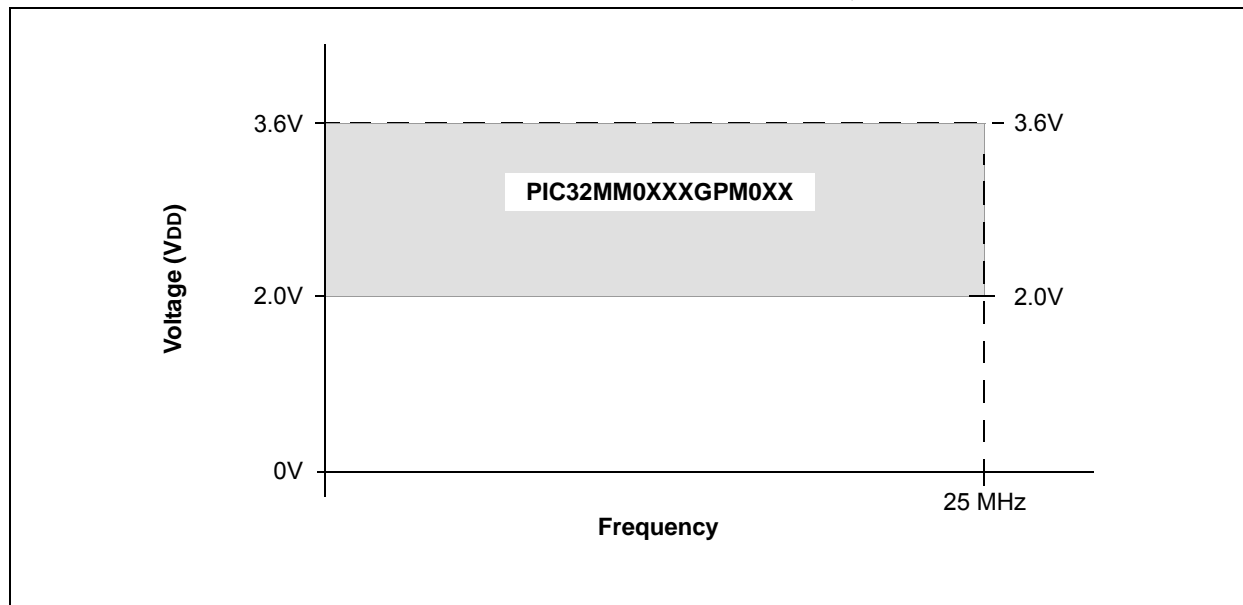 3.6V
3.6V
PIC32MM0XXXGPM0XX
Voltage (VDD)
2.0V
2.0V
0V
25 MHz
Frequency